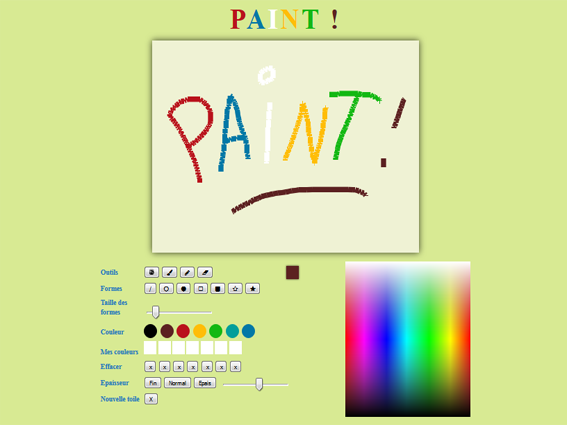 PAINT !
PAiNT!
Outils
Formes
Taille des
formes
Couleur
Mes couleurs
Effacer
x x x x x x x
Epaisseur Fin Normal Epais
Nouvelle toile x